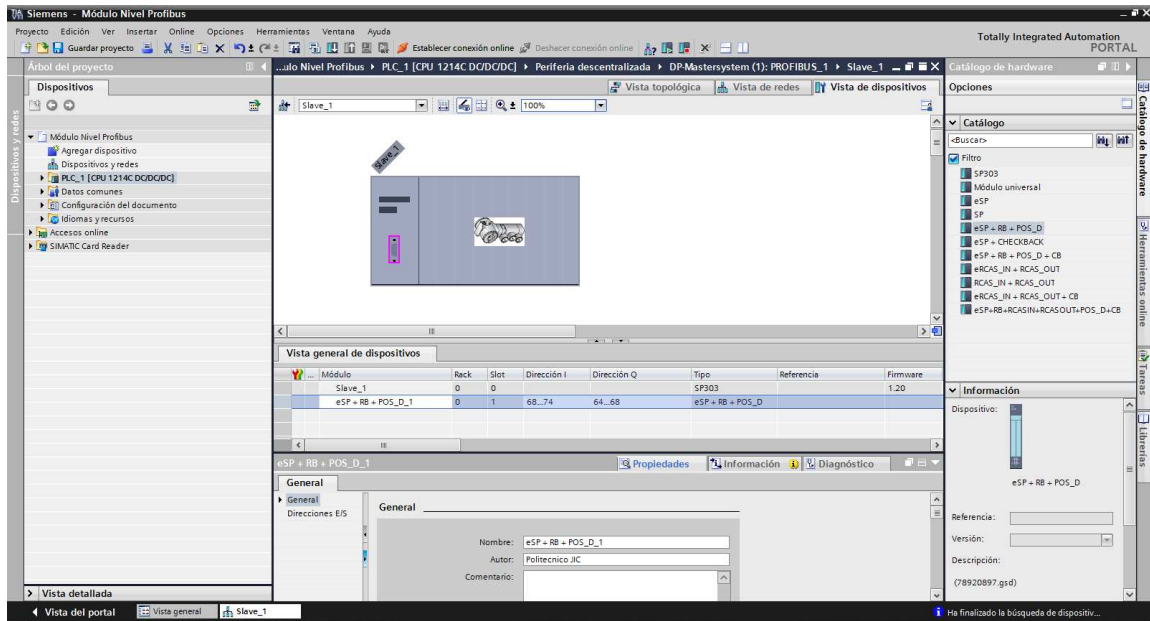 Siemens - Módulo Nivel Profibus
Proyecto Edición Ver Insertar Online Opciones Herramientas Ventana Ayuda
Guardar proyecto Establecer conexión online Deshacer conexión online
Totally Integrated Automation
PORTAL
Árbol del proyecto
Dispositivos
Dispositivos y redes
Módulo Nivel Profibus
Agregar dispositivo
Dispositivos y redes
PLC_1 [CPU 1214C DC/DC/DC]
Datos comunes
Configuración del documento
Idiomas y recursos
Accesos online
SIMATIC Card Reader
Vista detallada
...ulo Nivel Profibus PLC_1 [CPU 1214C DC/DC/DC] Periferia descentralizada DP-Mastersystem (1): PROFIBUS_1 Slave_1
Vista topológica Vista de redes Vista de dispositivos
Slave_1 100%
Slave_1
Vista general de dispositivos
... Módulo Rack Slot Dirección I Dirección Q Tipo Referencia Firmware
Slave_1 0 0 SP303 1.20
eSP + RB + POS_D_1 0 1 68...74 64...68 eSP + RB + POS_D
eSP + RB + POS_D_1
Propiedades Información Diagnóstico
General
General
Direcciones E/S
General
Nombre: eSP + RB + POS_D_1
Autor: Politecnico JIC
Comentario:
Catálogo de hardware
Opciones
Catálogo
<Buscar>
Filtro
SP303
Módulo universal
eSP
SP
eSP + RB + POS_D
eSP + CHECKBACK
eSP + RB + POS_D + CB
eRCAS_IN + RCAS_OUT
RCAS_IN + RCAS_OUT
eRCAS_IN + RCAS_OUT + CB
eSP+RB+RCASIN+RCASOUT+POS_D+CB
Información
Dispositivo:
eSP + RB + POS_D
Referencia:
Versión:
Descripción:
(78920897.gsd)
Catálogo de hardware
Herramientas online
Tareas
Librerías
Vista del portal Vista general Slave_1
Ha finalizado la búsqueda de dispositiv...